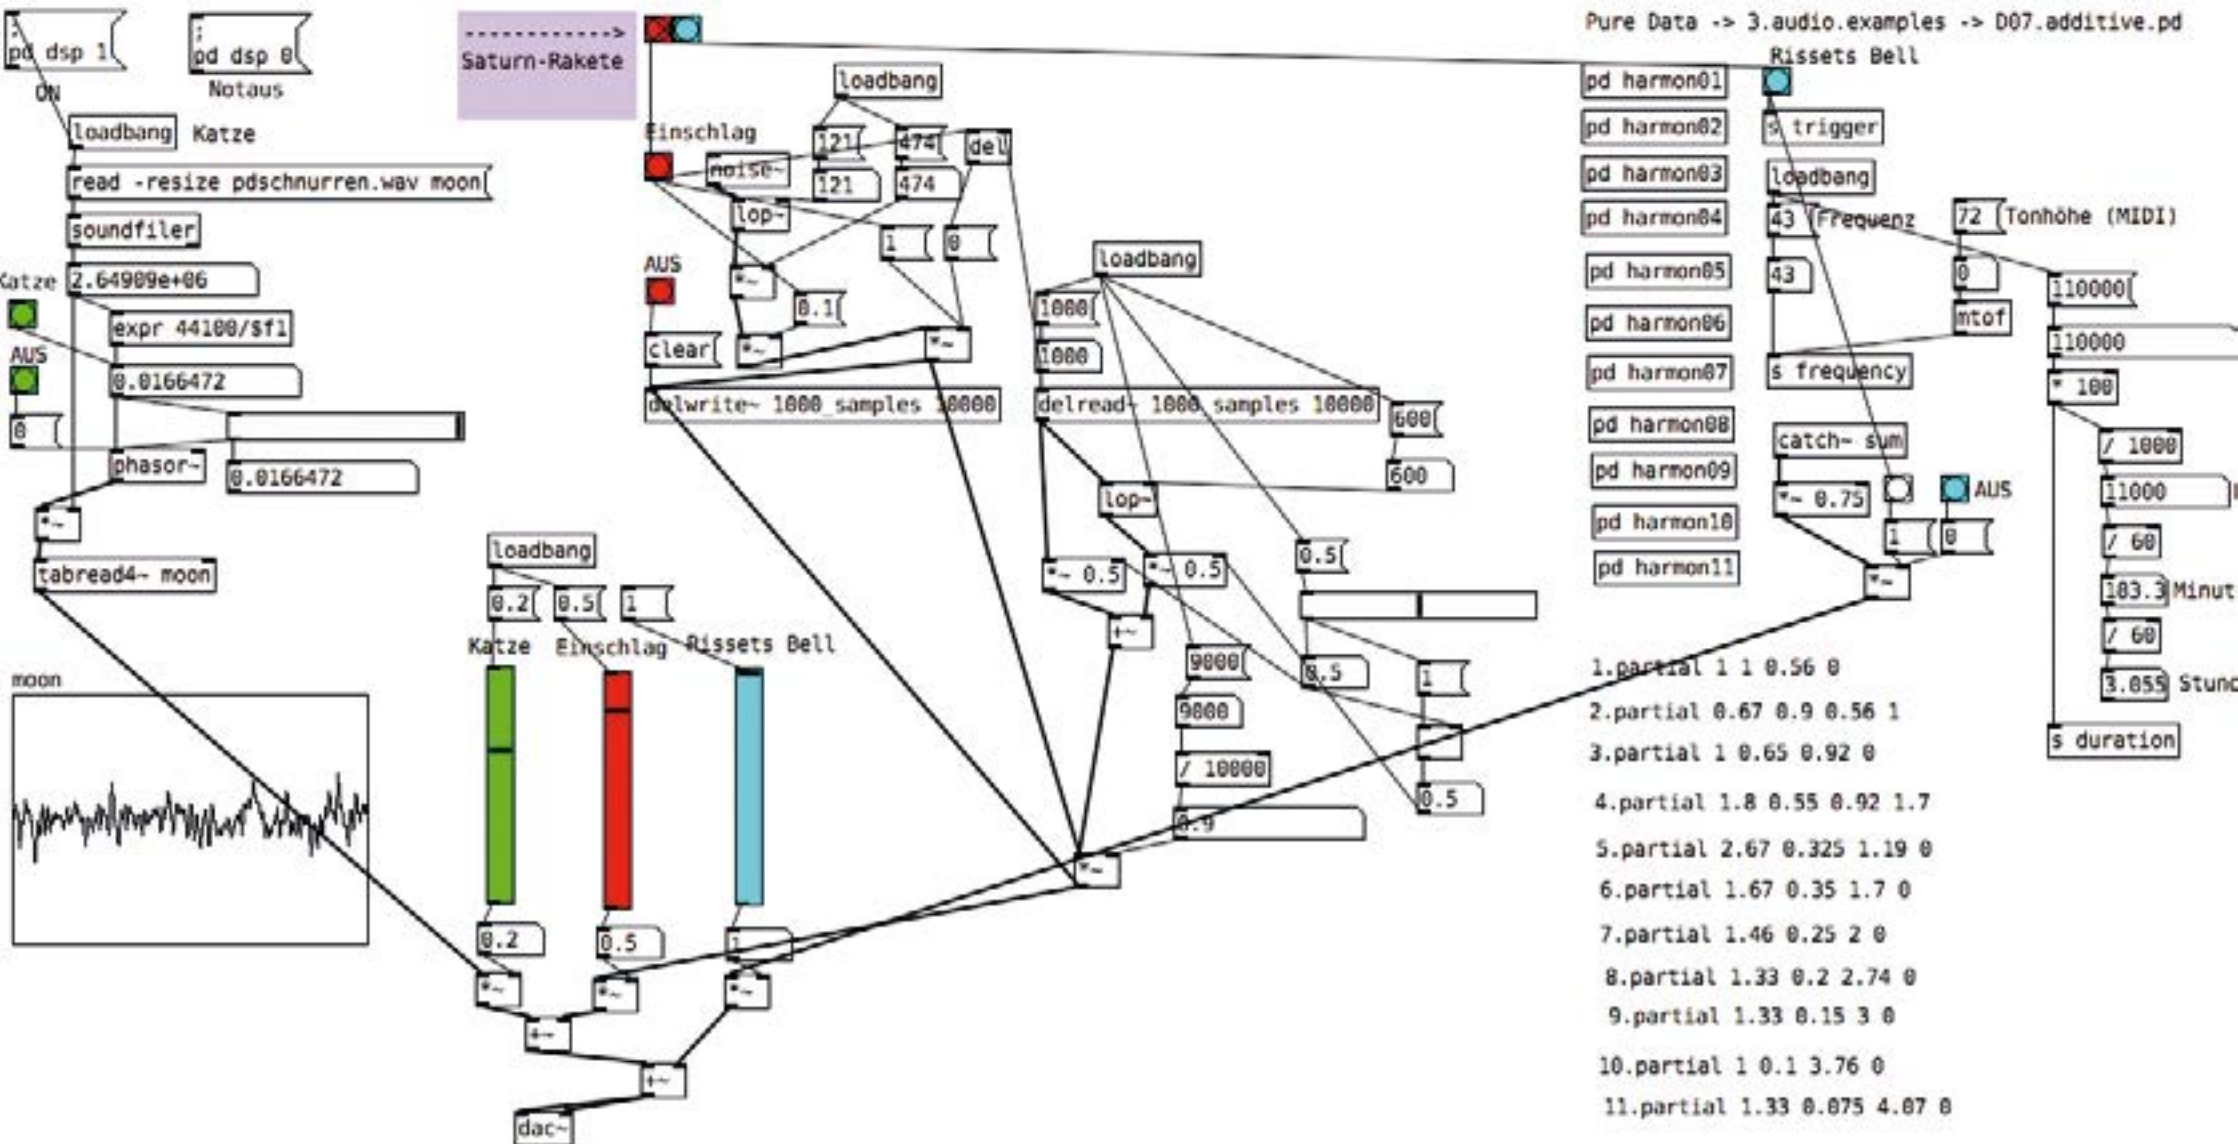 ;
pd dsp 1
ON
;
pd dsp 0
Notaus
loadbang
Katze
read -resize pdschnurren.wav moon
soundfiler
2.64909e+06
Katze
expr 44100/$f1
AUS
0.0166472
0
phasor~
0.0166472
*~
tabread4~ moon
moon
------------>
Saturn-Rakete
loadbang
Einschlag
noise~
121
474
del
121
474
lop~
1
0
AUS
*~
0.1
clear
*~
*~
delwrite~ 1000_samples 10000
loadbang
1000
1000
delread~ 1000_samples 10000
600
600
lop~
*~ 0.5
*~ 0.5
0.5
+~
9000
0.5
1
9000
/ 10000
0.5
0.9
*~
loadbang
0.2
0.5
1
Katze
Einschlag
Rissets Bell
0.2
0.5
1
*~
*~
*~
+~
+~
dac~
Pure Data -> 3.audio.examples -> D07.additive.pd
Rissets Bell
pd harmon01
pd harmon02
pd harmon03
pd harmon04
pd harmon05
pd harmon06
pd harmon07
pd harmon08
pd harmon09
pd harmon10
pd harmon11
s trigger
loadbang
43
Frequenz
72
Tonhöhe (MIDI)
43
0
mtof
s frequency
110000
110000
* 100
catch~ sum
*~ 0.75
AUS
1
0
*~
/ 1000
11000
/ 60
183.3
Minut
/ 60
3.055
Stund
s duration
1.partial 1 1 0.56 0
2.partial 0.67 0.9 0.56 1
3.partial 1 0.65 0.92 0
4.partial 1.8 0.55 0.92 1.7
5.partial 2.67 0.325 1.19 0
6.partial 1.67 0.35 1.7 0
7.partial 1.46 0.25 2 0
8.partial 1.33 0.2 2.74 0
9.partial 1.33 0.15 3 0
10.partial 1 0.1 3.76 0
11.partial 1.33 0.075 4.07 0